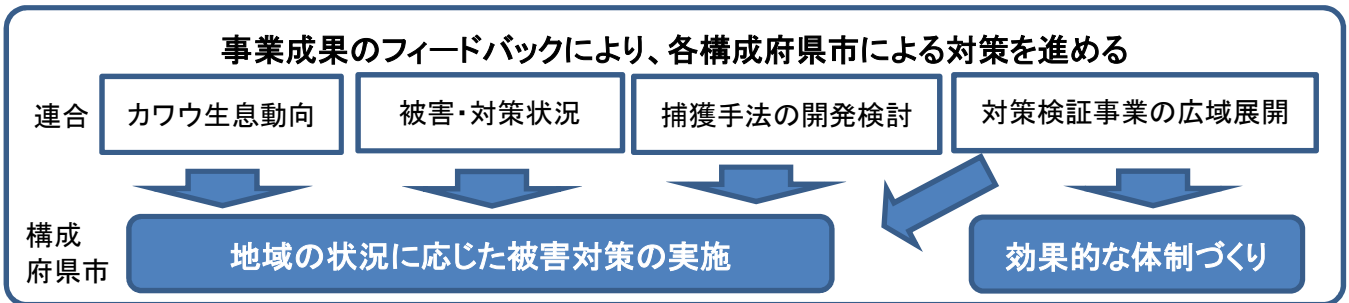 事業成果のフィードバックにより、各構成府県市による対策を進める
連合
カワウ生息動向
被害・対策状況
捕獲手法の開発検討
対策検証事業の広域展開
構成
府県市
地域の状況に応じた被害対策の実施
効果的な体制づくり